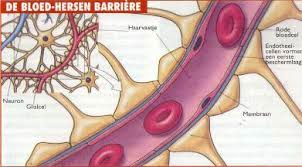 DE BLOED-HERSEN BARRIÈRE
Haarvaatje
Rode
bloedcel
Endotheel-
cellen vormen
een eerste
beschermlaag
Neuron
Gliacel
Membraan